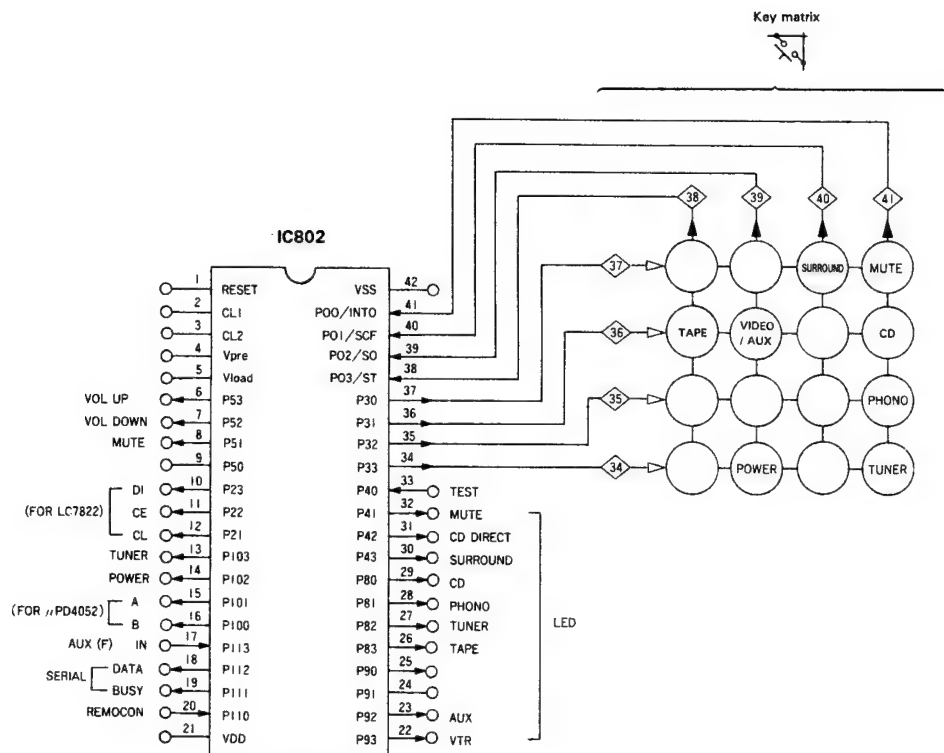 Key matrix
IC802
38 39 40 41
37 SURROUND MUTE
36 TAPE VIDEO / AUX CD
35 PHONO
34 POWER TUNER
1 RESET
2 CL1
3 CL2
4 Vpre
5 Vload
VOL UP 6 P53
VOL DOWN 7 P52
MUTE 8 P51
9 P50
(FOR LC7822)
DI 10 P23
CE 11 P22
CL 12 P21
TUNER 13 P103
POWER 14 P102
(FOR μPD4052)
A 15 P101
B 16 P100
AUX (F) IN 17 P113
SERIAL
DATA 18 P112
BUSY 19 P111
REMOCON 20 P110
21 VDD
VSS 42
P00/INTO 41
P01/SCF 40
P02/SO 39
P03/ST 38
P30 37
P31 36
P32 35
P33 34
P40 33 TEST
P41 32 MUTE
P42 31 CD DIRECT
P43 30 SURROUND
P80 29 CD
P81 28 PHONO
P82 27 TUNER
P83 26 TAPE
P90 25
P91 24
P92 23 AUX
P93 22 VTR
LED